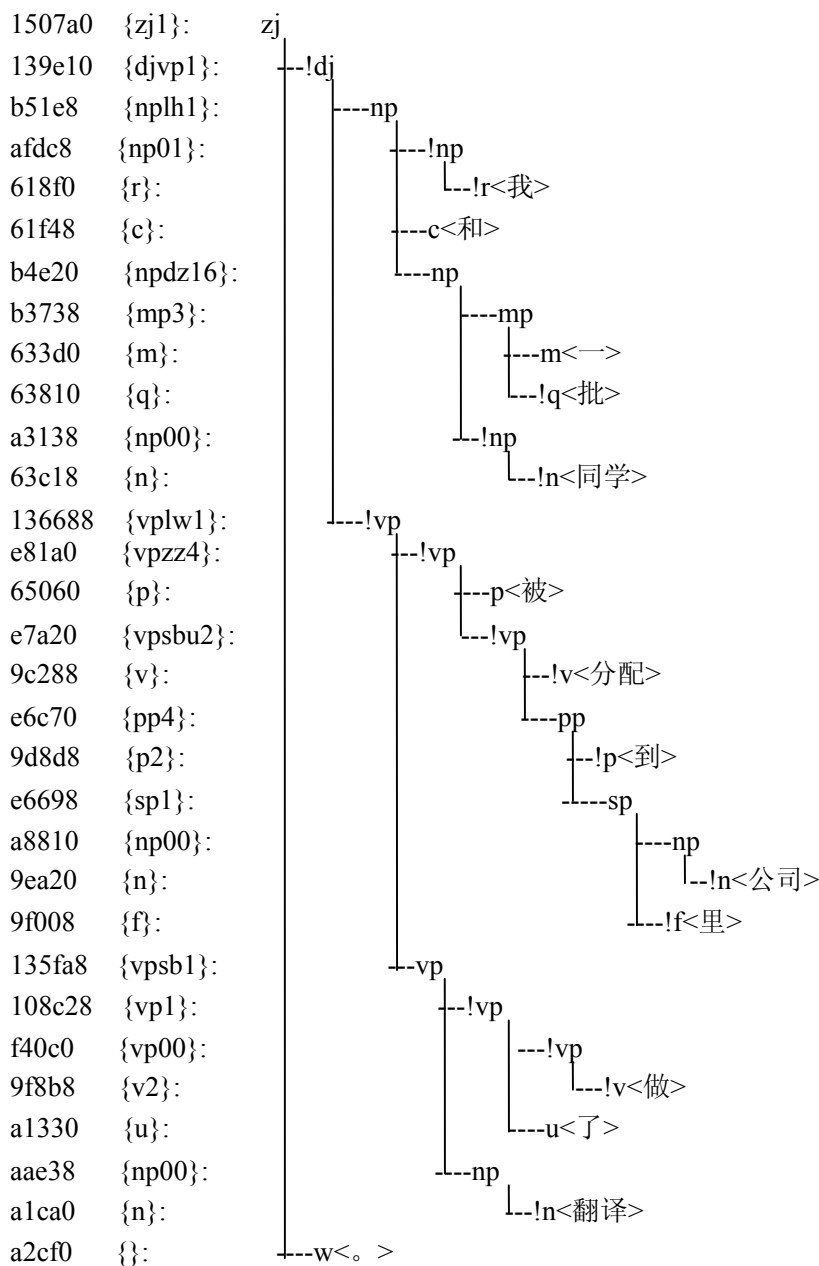 1507a0 {zj1}: zj
139e10 {djvp1}: ---!dj
b51e8 {nplh1}: ----np
afdc8 {np01}: ----!np
618f0 {r}: ---!r<我>
61f48 {c}: ----c<和>
b4e20 {npdz16}: ----np
b3738 {mp3}: ----mp
633d0 {m}: ----m<一>
63810 {q}: ---!q<批>
a3138 {np00}: ---!np
63c18 {n}: ---!n<同学>
136688 {vplw1}: ----!vp
e81a0 {vpzz4}: ---!vp
65060 {p}: ----p<被>
e7a20 {vpsbu2}: ---!vp
9c288 {v}: ---!v<分配>
e6c70 {pp4}: ----pp
9d8d8 {p2}: ---!p<到>
e6698 {sp1}: -----sp
a8810 {np00}: ----np
9ea20 {n}: ---!n<公司>
9f008 {f}: ----!f<里>
135fa8 {vpsb1}: ---vp
108c28 {vp1}: ---!vp
f40c0 {vp00}: ---!vp
9f8b8 {v2}: ---!v<做>
a1330 {u}: ----u<了>
aae38 {np00}: ----np
a1ca0 {n}: ---!n<翻译>
a2cf0 {}: ----w<。>